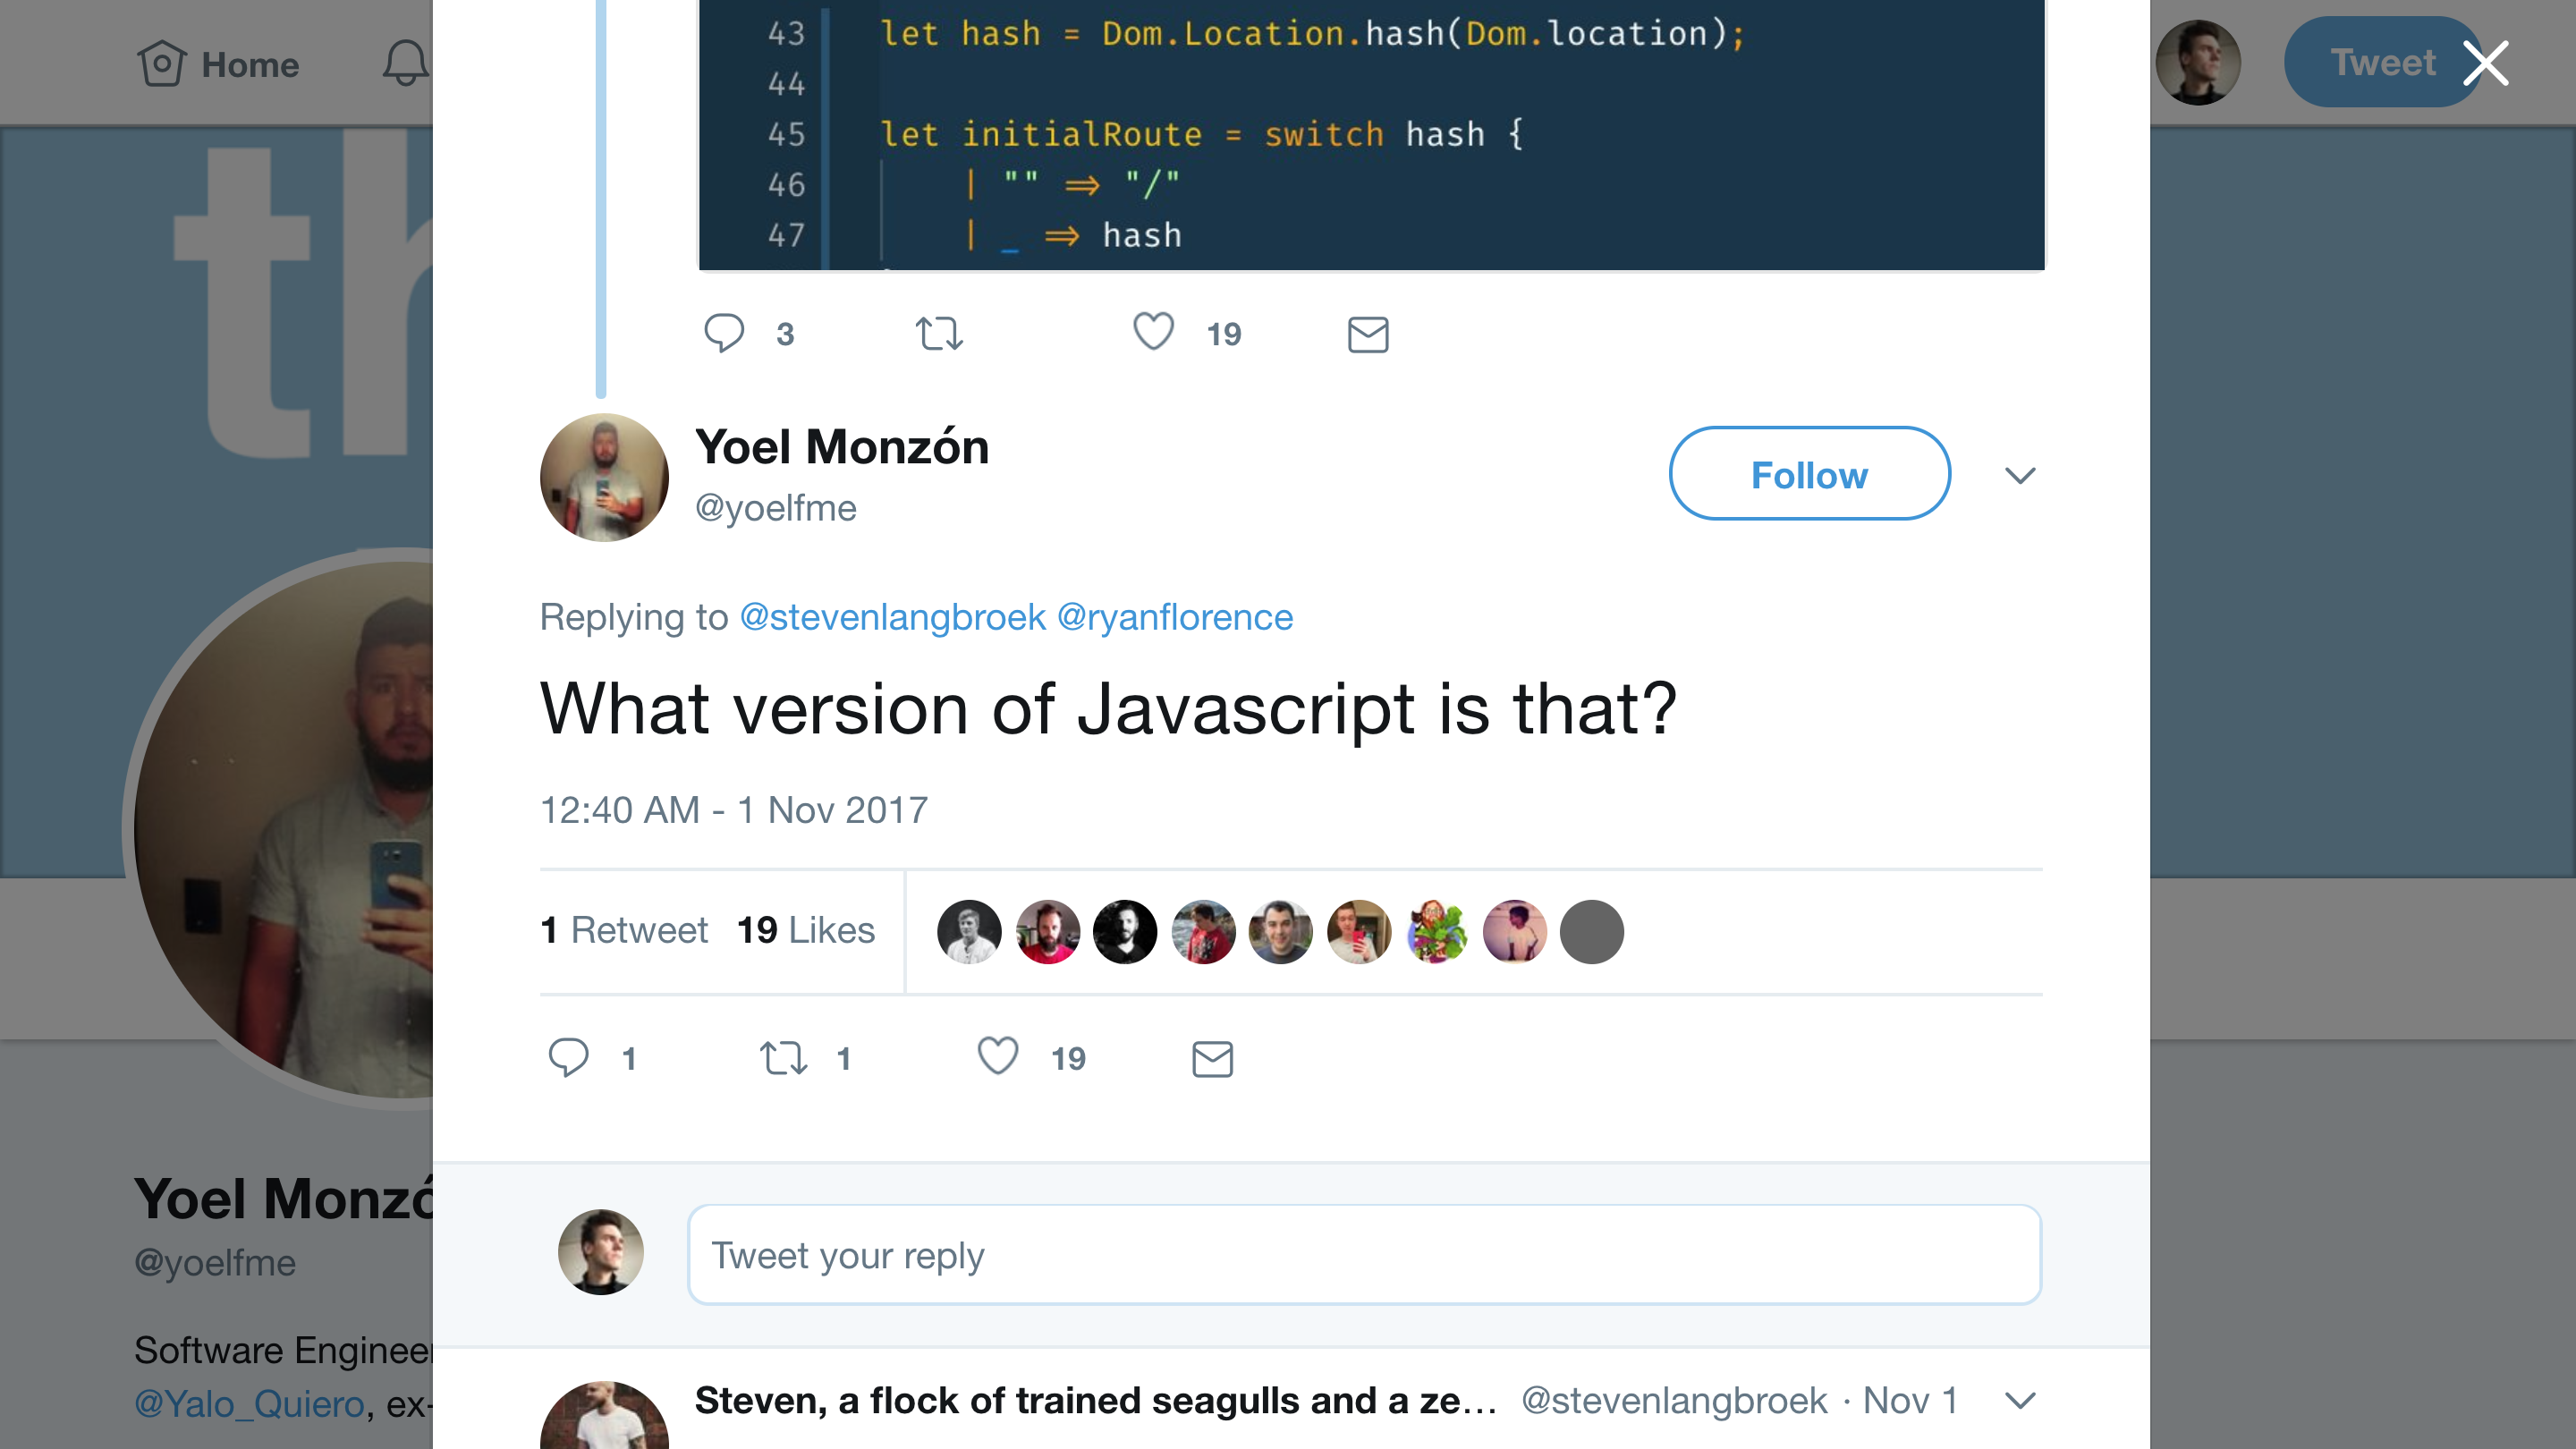 Home
Tweet
th
43 let hash = Dom.Location.hash(Dom.location);
44
45 let initialRoute = switch hash {
46 | "" => "/"
47 | _ => hash
3 19
Yoel Monzón
@yoelfme
Follow
Replying to @stevenlangbroek @ryanflorence
What version of Javascript is that?
12:40 AM - 1 Nov 2017
1 Retweet 19 Likes
1 1 19
Yoel Monzó
@yoelfme
Software Engineer
@Yalo_Quiero, ex-
Tweet your reply
Steven, a flock of trained seagulls and a ze... @stevenlangbroek · Nov 1